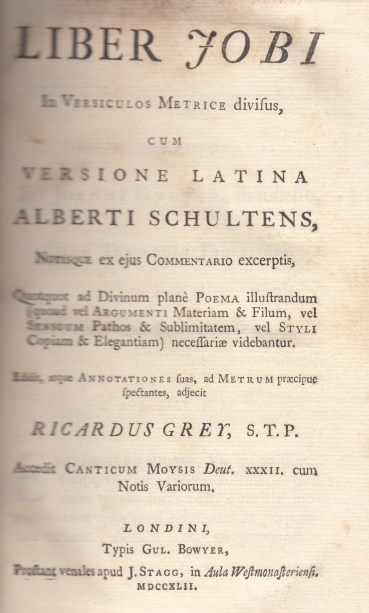 LIBER JOBI
In VERSICULOS METRICE diviſus,
CUM
VERSIONE LATINA
ALBERTI SCHULTENS,
NOTISQUE ex ejus COMMENTARIO excerptis,
Quotquot ad Divinum planè POEMA illuſtrandum
(quoad vel ARGUMENTI Materiam & Filum, vel
SENSUUM Pathos & Sublimitatem, vel STYLI
Copiam & Elegantiam) neceſſariæ videbantur.
Edidit, atque ANNOTATIONES ſuas, ad METRUM præcipue
ſpectantes, adjecit
RICARDUS GREY, S.T.P.
Accedit CANTICUM MOYSIS Deut. XXXII. cum
Notis Variorum.
LONDINI,
Typis GUL. BOWYER,
Proſtant venales apud J. STAGG, in Aula Weſtmonaſterienſi.
MDCCXLII.